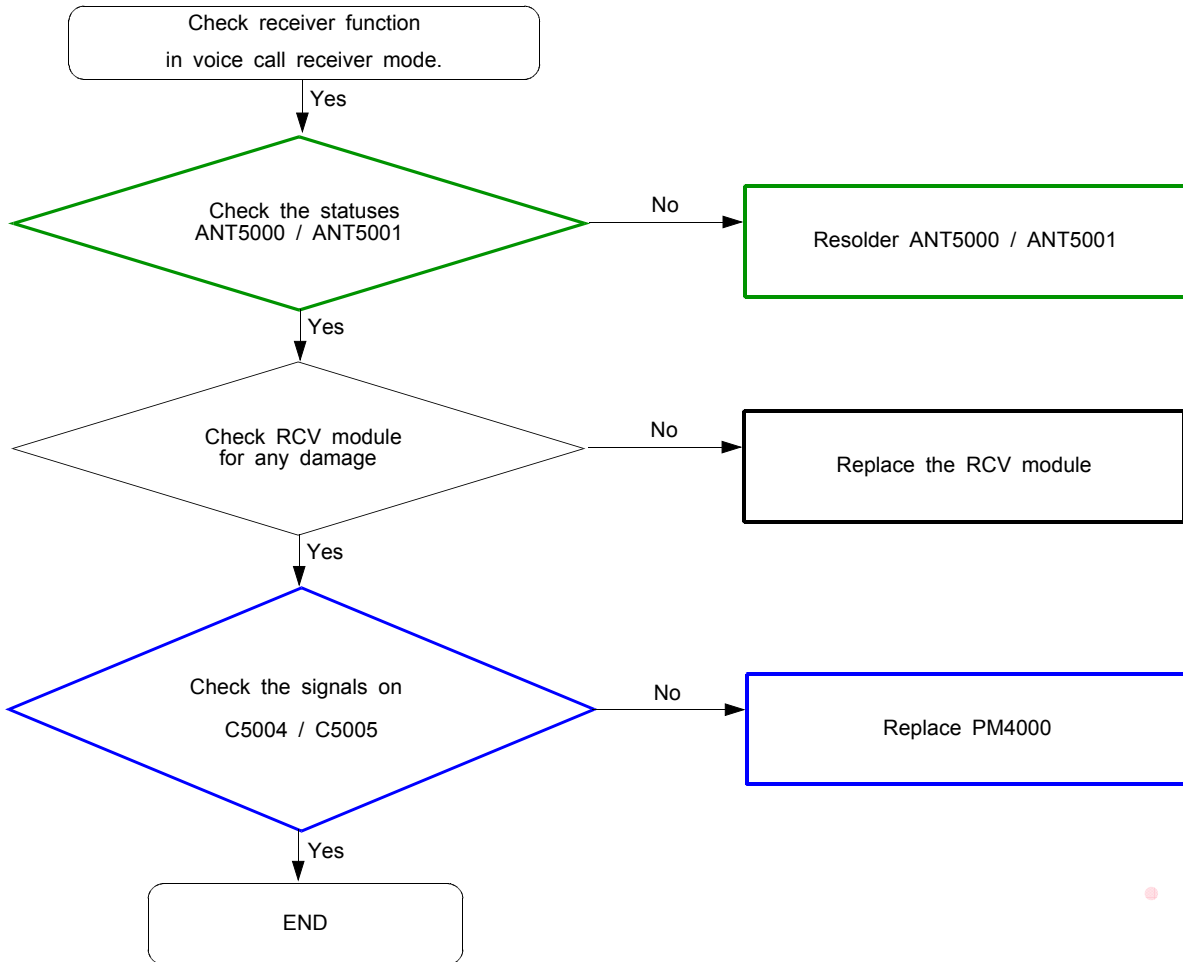 Check receiver function
in voice call receiver mode.
Yes
Check the statuses
ANT5000 / ANT5001
No
Resolder ANT5000 / ANT5001
Yes
Check RCV module
for any damage
No
Replace the RCV module
Yes
Check the signals on
C5004 / C5005
No
Replace PM4000
Yes
END